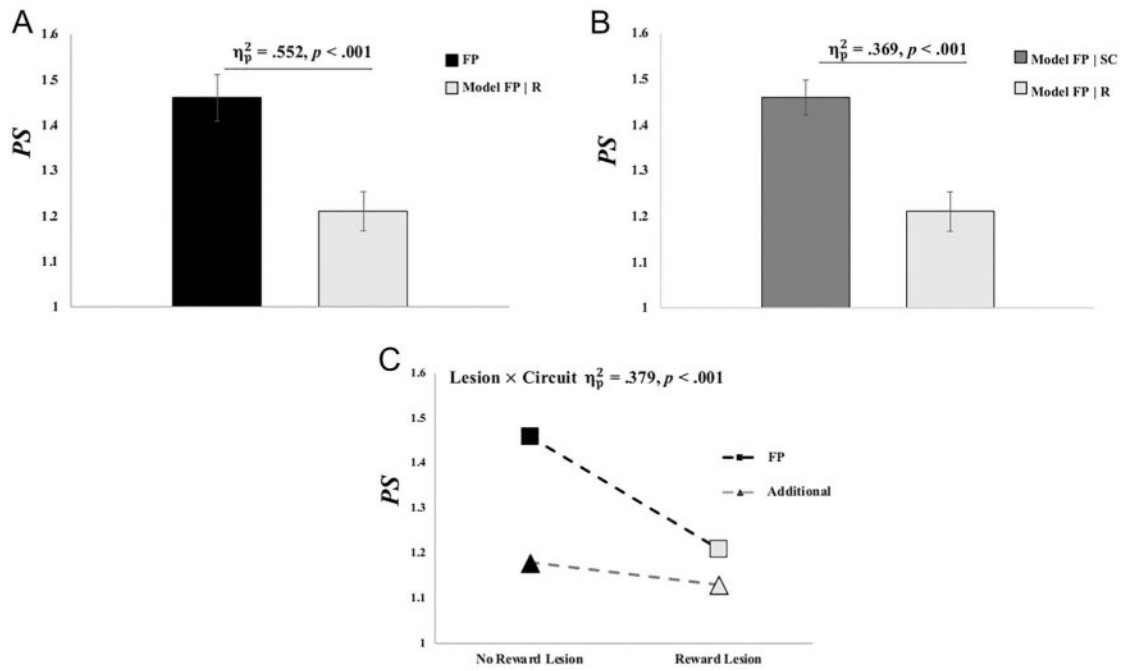 A
1.6
1.5
1.4
1.3
1.2
1.1
1
PS
η²ₚ = .552, p < .001
FP
Model FP | R
B
1.6
1.5
1.4
1.3
1.2
1.1
1
PS
η²ₚ = .369, p < .001
Model FP | SC
Model FP | R
C
1.6
1.5
1.4
1.3
1.2
1.1
1
PS
Lesion × Circuit η²ₚ = .379, p < .001
FP
Additional
No Reward Lesion
Reward Lesion